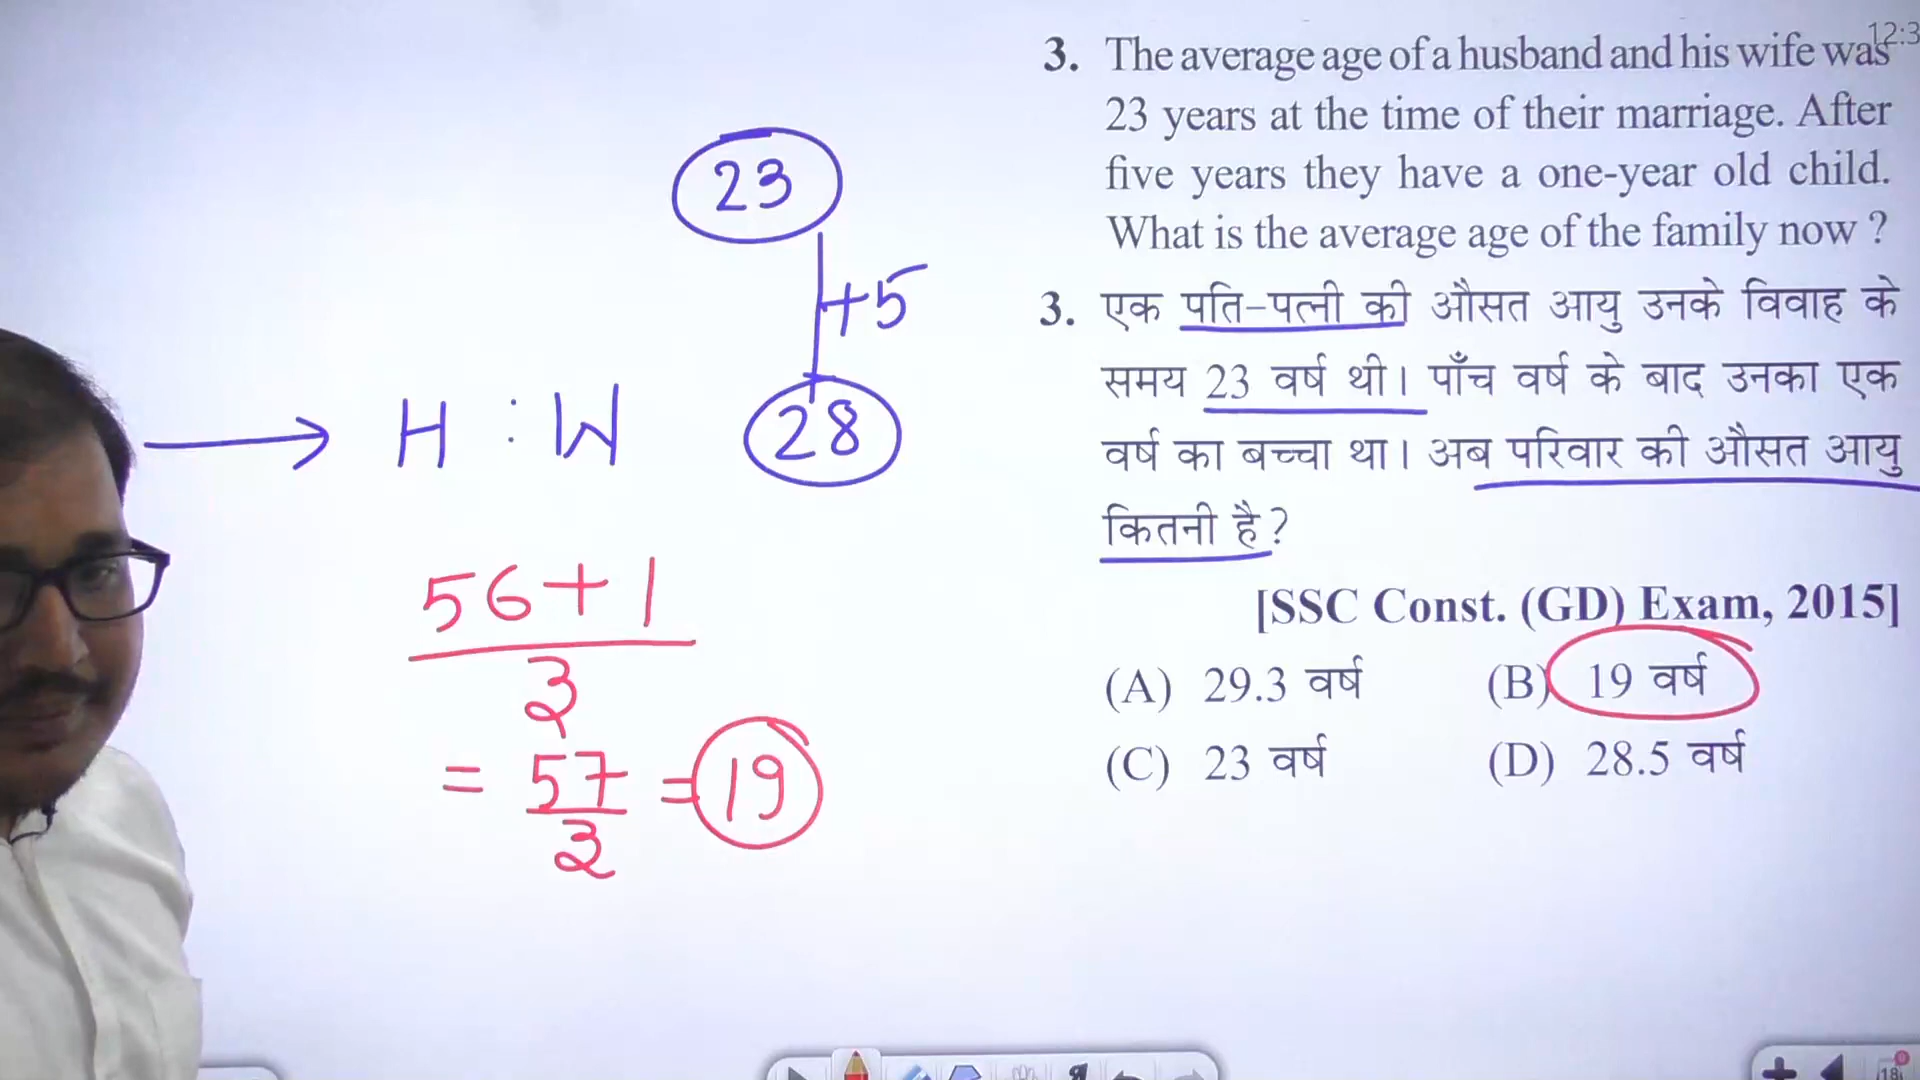 12:3
3. The average age of a husband and his wife was
23 years at the time of their marriage. After
five years they have a one-year old child.
What is the average age of the family now ?
3. एक पति-पत्नी की औसत आयु उनके विवाह के
समय 23 वर्ष थी। पाँच वर्ष के बाद उनका एक
वर्ष का बच्चा था। अब परिवार की औसत आयु
कितनी है?
[SSC Const. (GD) Exam, 2015]
(A) 29.3 वर्ष (B) 19 वर्ष
(C) 23 वर्ष (D) 28.5 वर्ष
23
+5
H : W 28
56+1
3
= 57 = 19
3
18